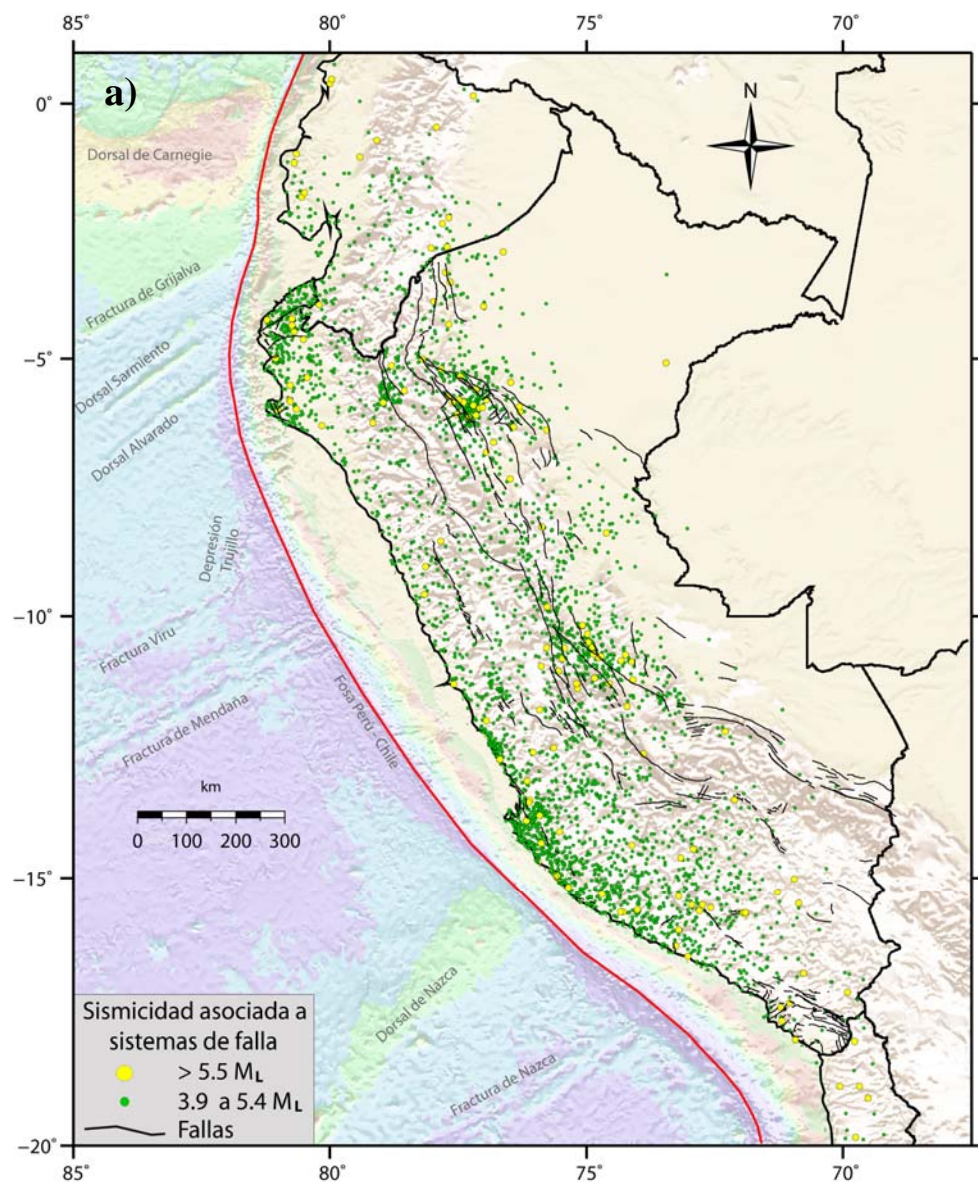 85°
80°
75°
70°
a)
N
0°
Dorsal de Carnegie
Fractura de Grijalva
−5°
Dorsal Sarmiento
Dorsal Alvarado
Depresión
Trujillo
−10°
Fractura Viru
Fractura de Mendaña
Fosa Perú - Chile
km
0 100 200 300
−15°
Dorsal de Nazca
Fractura de Nazca
Sismicidad asociada a
sistemas de falla
> 5.5 ML
3.9 a 5.4 ML
Fallas
−20°
85°
80°
75°
70°